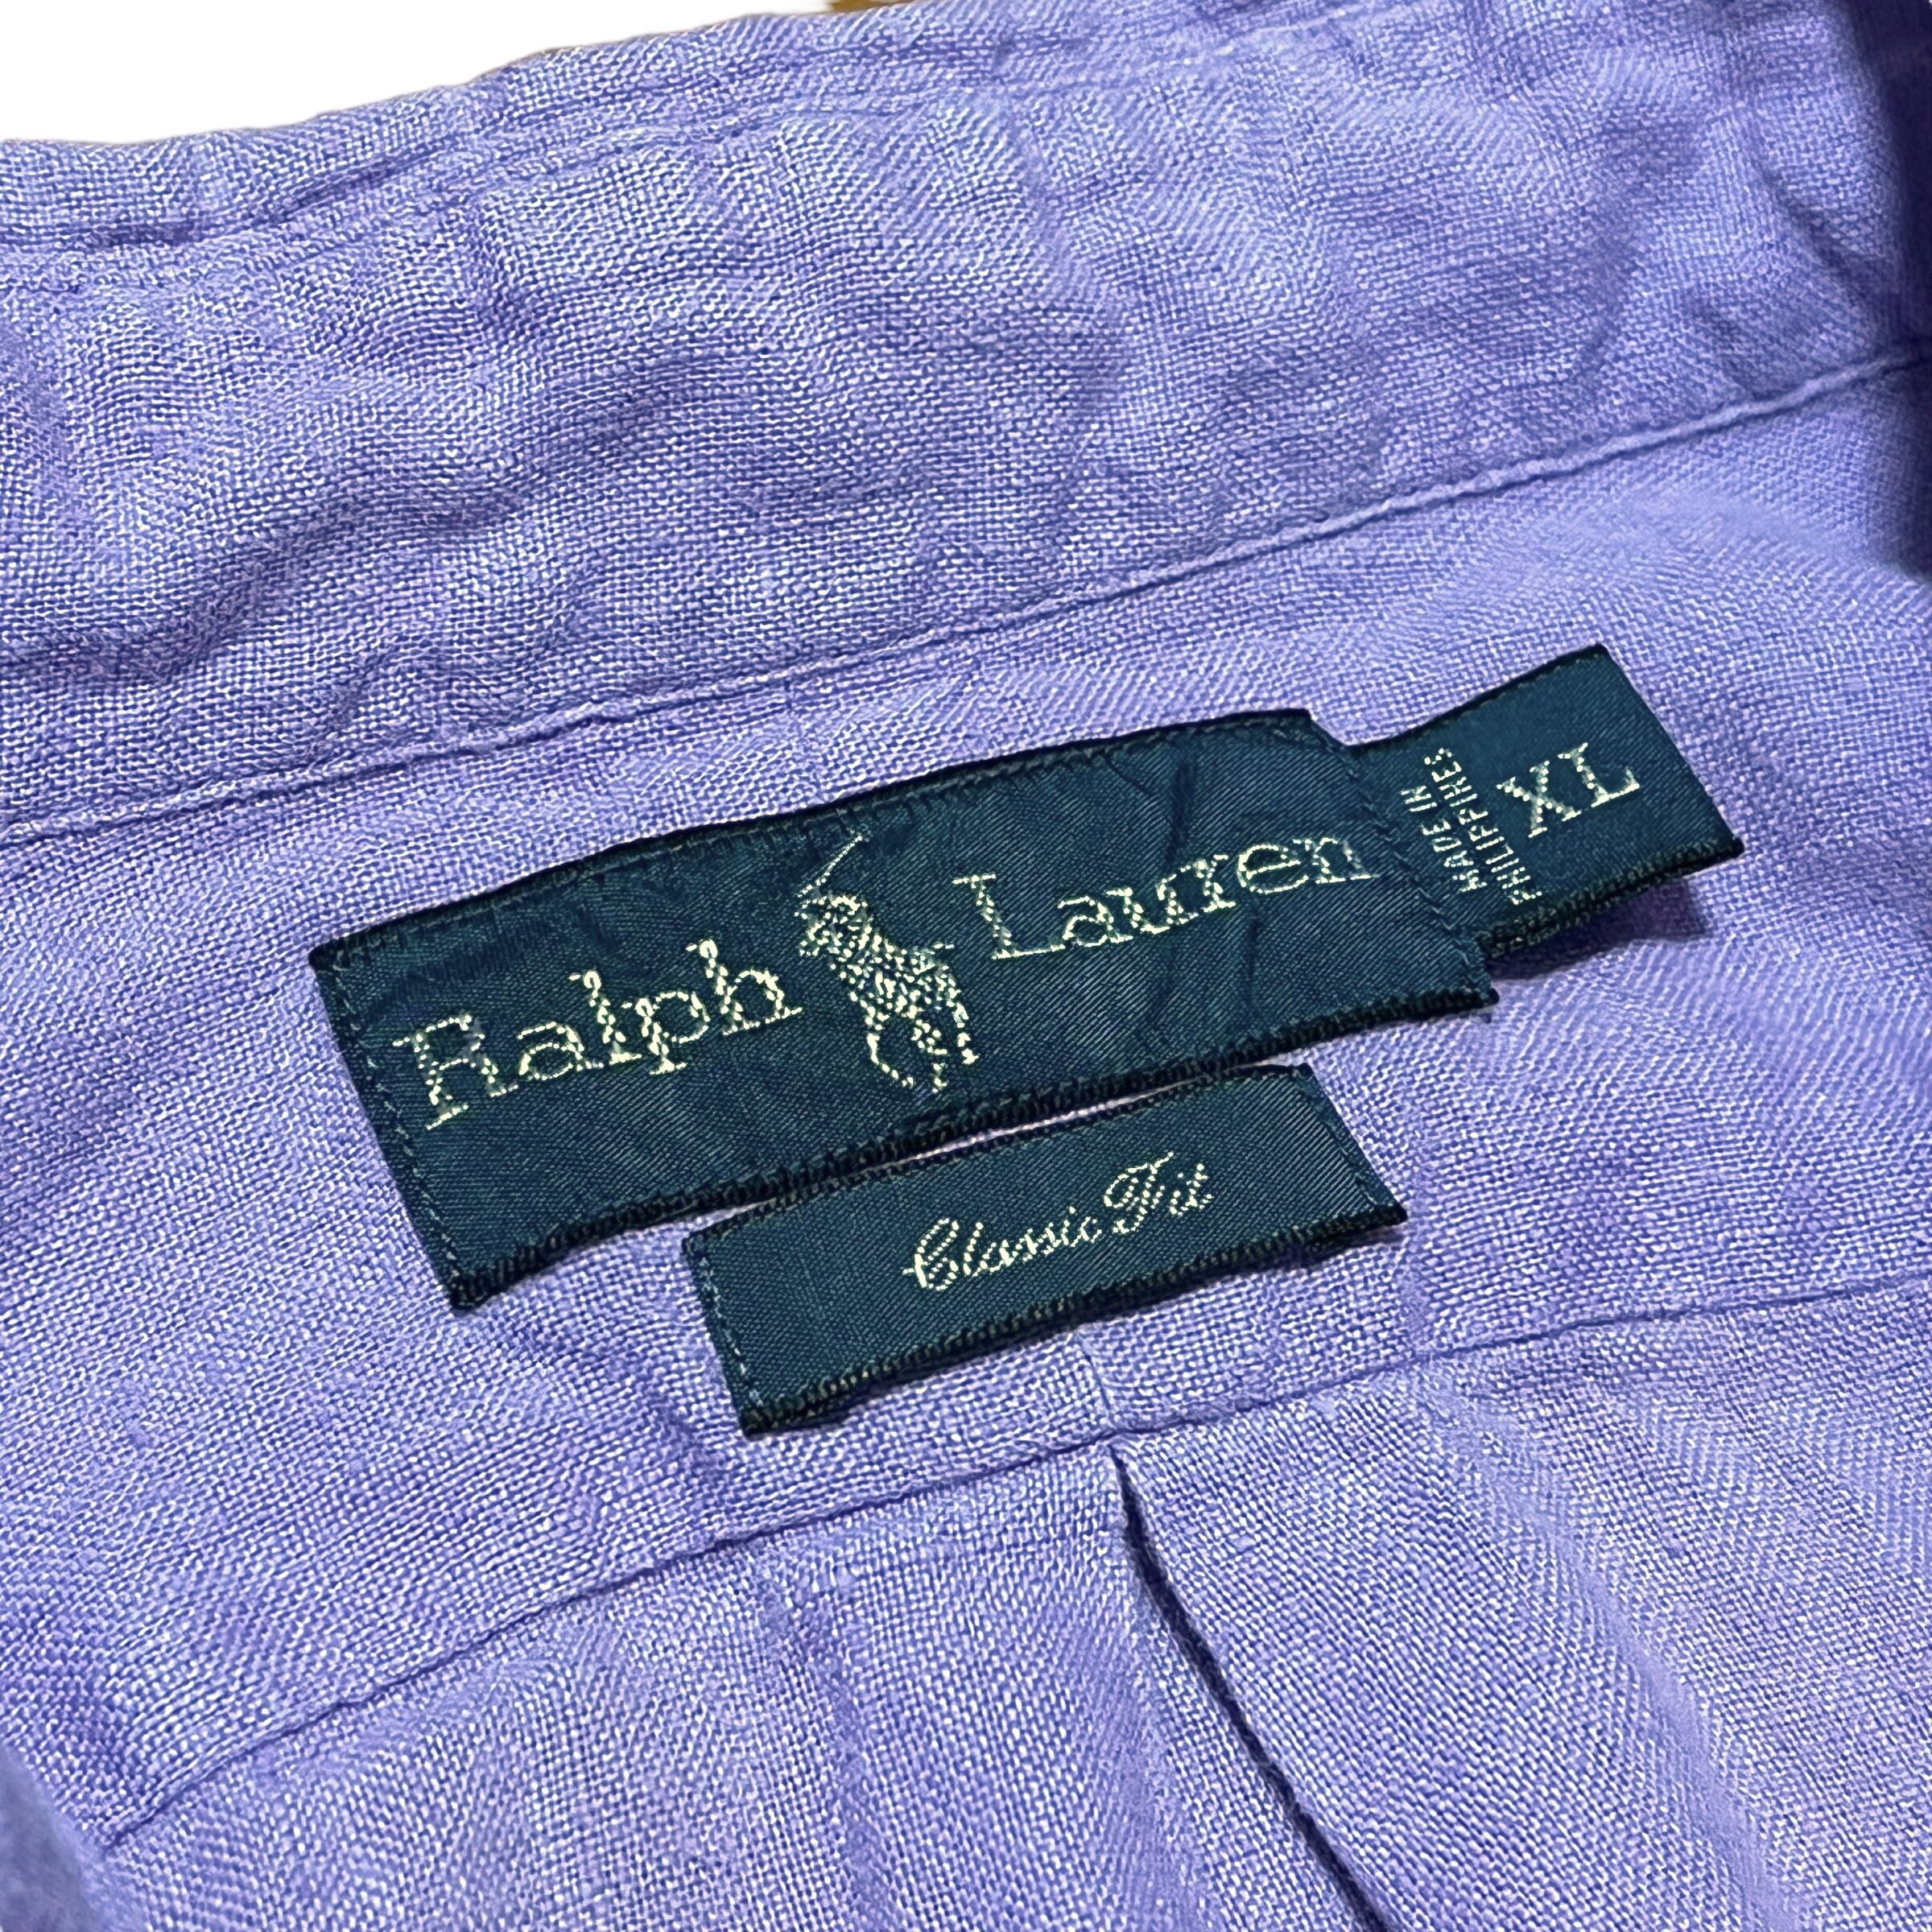 Ralph Lauren
MADE IN
PHILIPPINES
XL
Classic Fit